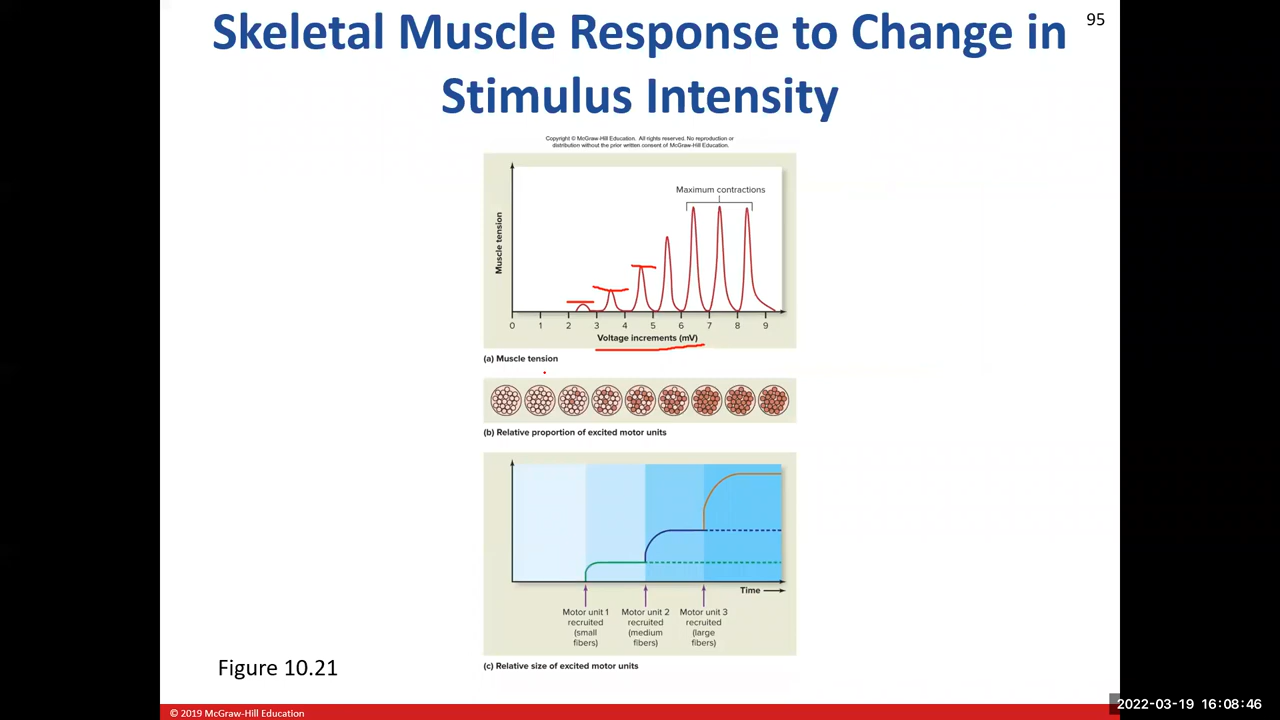 Skeletal Muscle Response to Change in
Stimulus Intensity
95
Copyright © McGraw-Hill Education. All rights reserved. No reproduction or
distribution without the prior written consent of McGraw-Hill Education.
Maximum contractions
Muscle tension
0 1 2 3 4 5 6 7 8 9
Voltage increments (mV)
(a) Muscle tension
(b) Relative proportion of excited motor units
Time
Motor unit 1
recruited
(small
fibers)
Motor unit 2
recruited
(medium
fibers)
Motor unit 3
recruited
(large
fibers)
(c) Relative size of excited motor units
Figure 10.21
© 2019 McGraw-Hill Education
2022-03-19 16:08:46